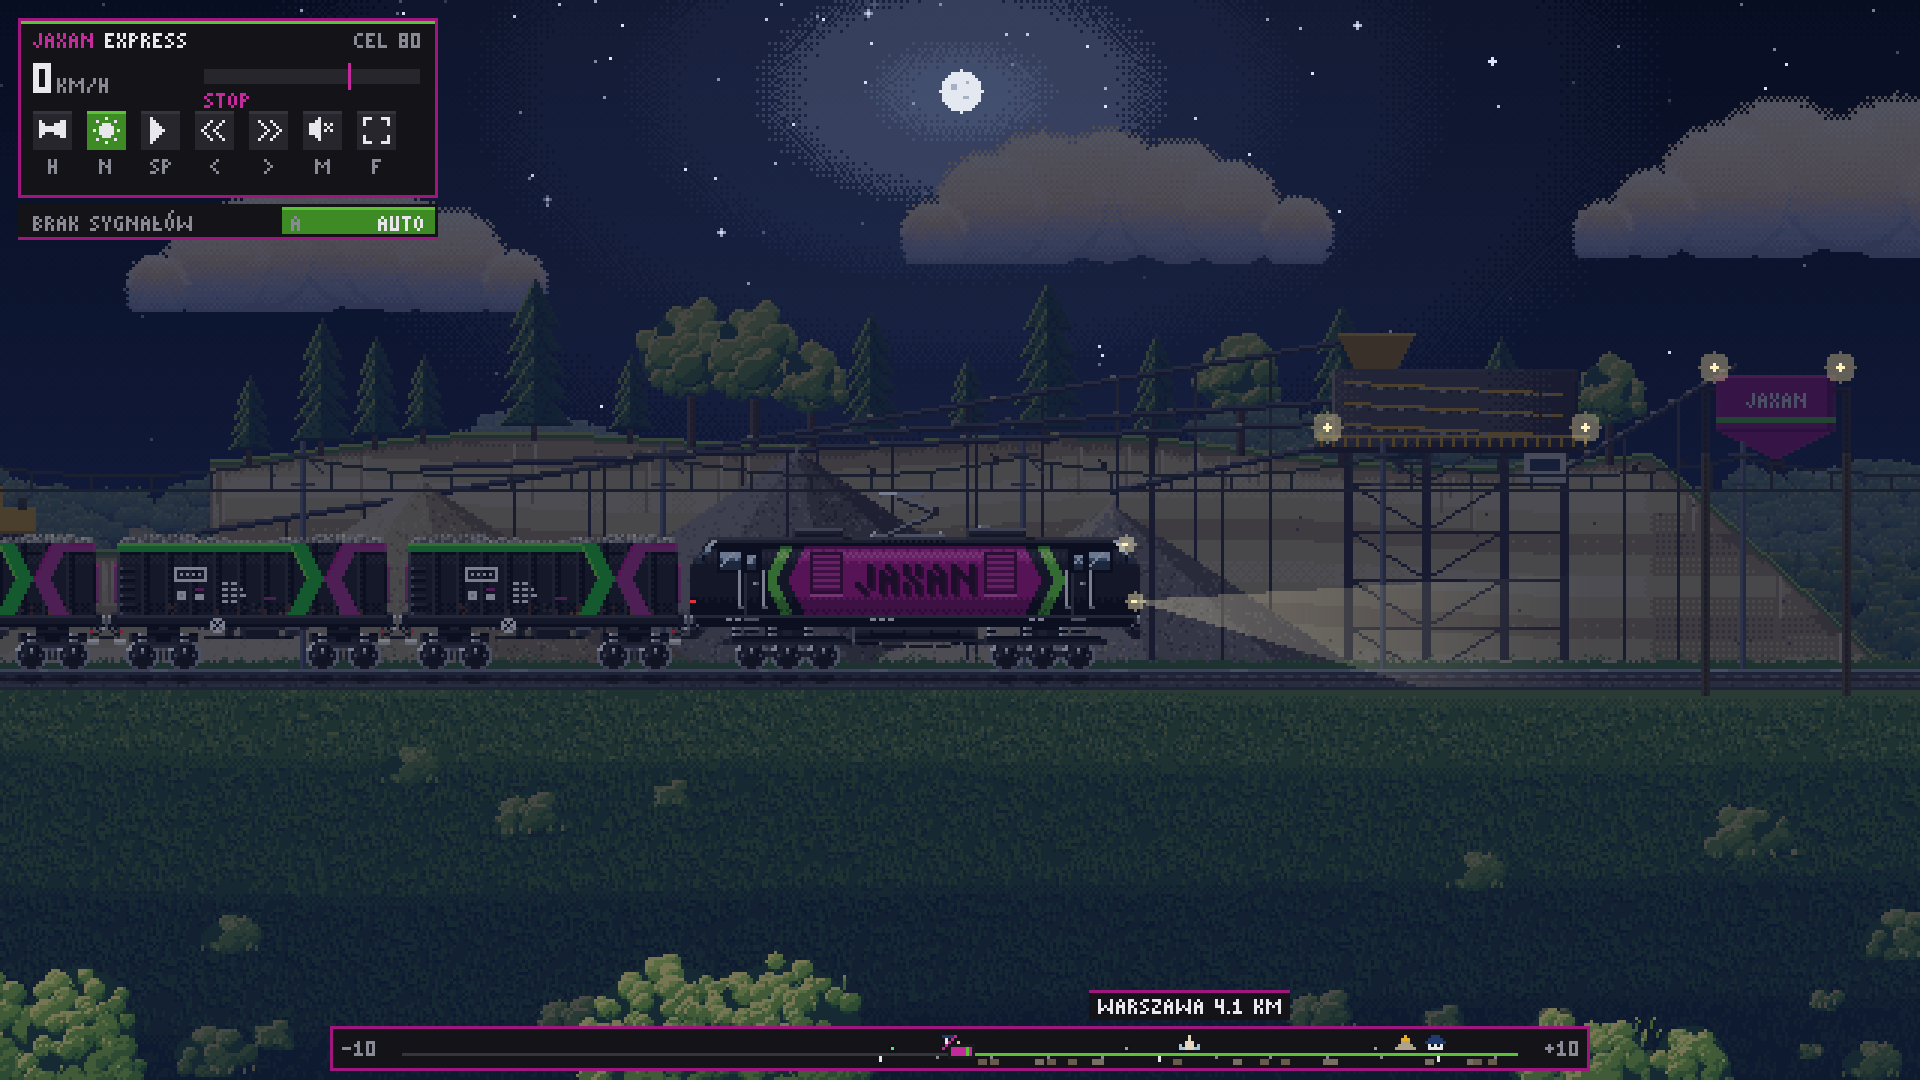 JAXAN EXPRESS CEL 80
0 KM/H
STOP
H N SP < > M F
BRAK SYGNAŁÓW A AUTO
JAXAN
JAXAN
WARSZAWA 4.1 KM
-10 +10